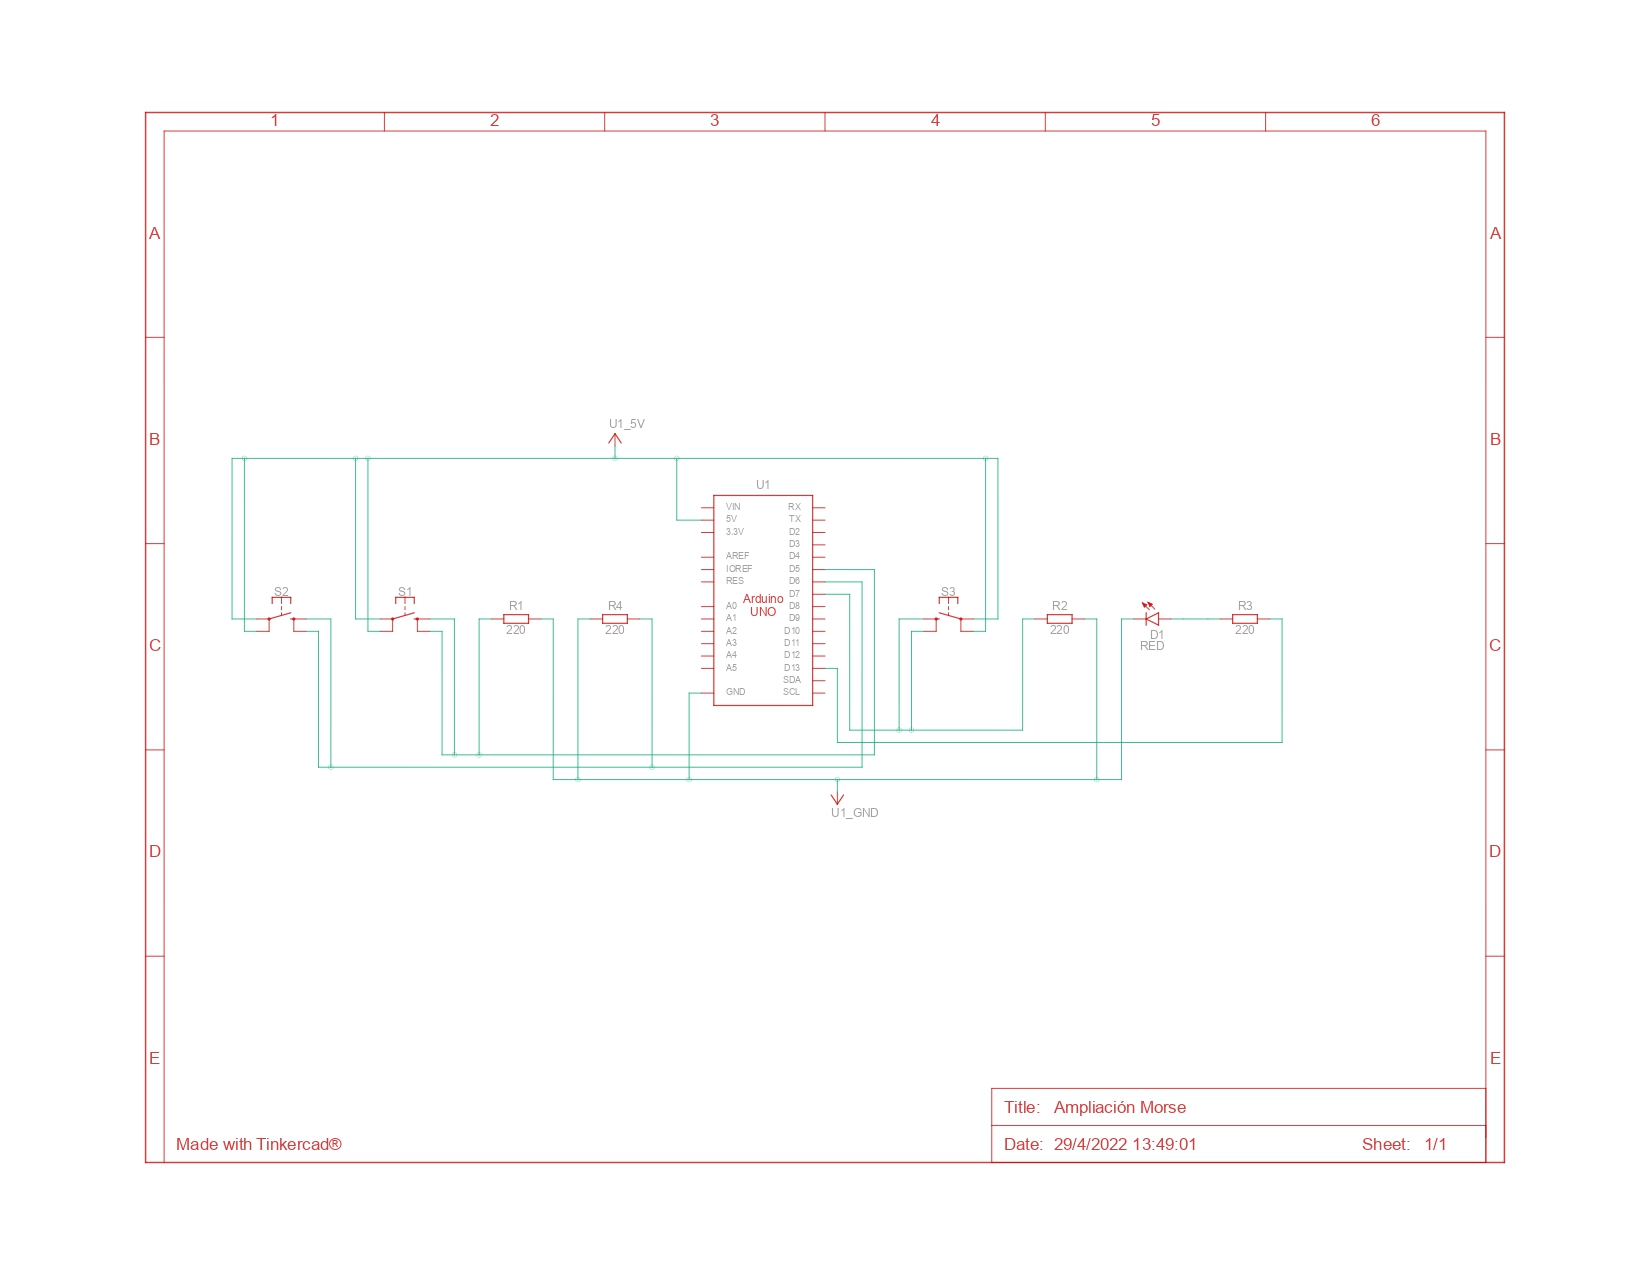 1 2 3 4 5 6
A A
B B
U1_5V
U1
VIN RX
5V TX
3.3V D2
D3
AREF D4
IOREF D5
RES D6
D7
A0 Arduino D8
A1 UNO D9
A2 D10
A3 D11
A4 D12
A5 D13
SDA
GND SCL
S2 S1 R1 R4 S3 R2 R3
220 220 220 220
D1
RED
C C
U1_GND
D D
E E
Title: Ampliación Morse
Made with Tinkercad® Date: 29/4/2022 13:49:01 Sheet: 1/1